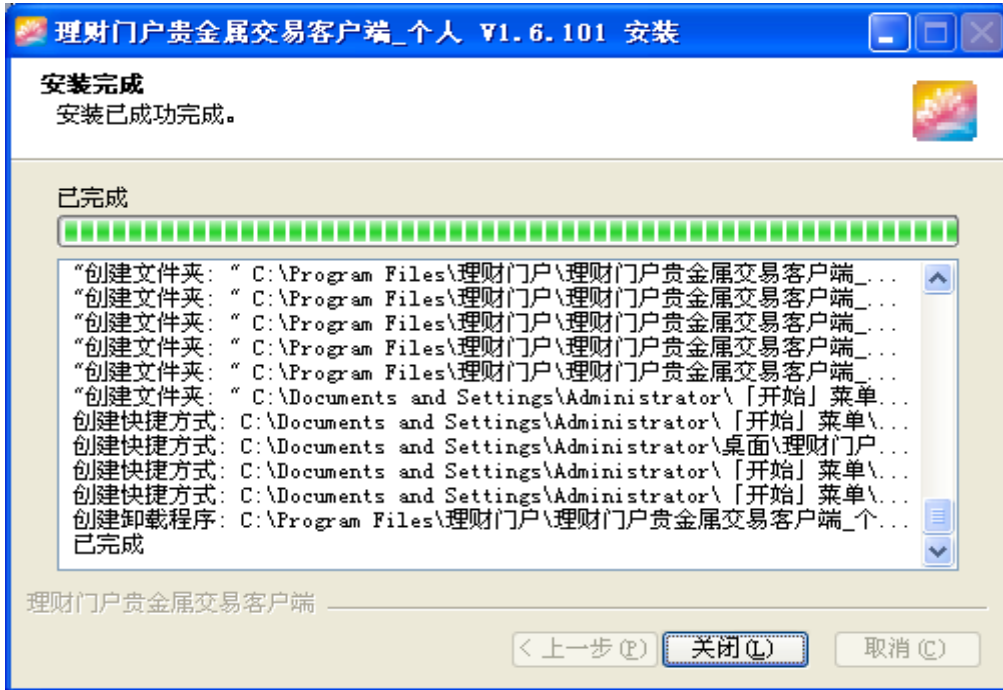 理财门户贵金属交易客户端_个人 V1.6.101 安装
安装完成
安装已成功完成。
已完成
“创建文件夹: ” C:\Program Files\理财门户\理财门户贵金属交易客户端_...
“创建文件夹: ” C:\Program Files\理财门户\理财门户贵金属交易客户端_...
“创建文件夹: ” C:\Program Files\理财门户\理财门户贵金属交易客户端_...
“创建文件夹: ” C:\Program Files\理财门户\理财门户贵金属交易客户端_...
“创建文件夹: ” C:\Program Files\理财门户\理财门户贵金属交易客户端_...
“创建文件夹: ” C:\Documents and Settings\Administrator\「开始」菜单...
创建快捷方式: C:\Documents and Settings\Administrator\「开始」菜单\...
创建快捷方式: C:\Documents and Settings\Administrator\桌面\理财门户...
创建快捷方式: C:\Documents and Settings\Administrator\「开始」菜单\...
创建快捷方式: C:\Documents and Settings\Administrator\「开始」菜单\...
创建卸载程序: C:\Program Files\理财门户\理财门户贵金属交易客户端_个...
已完成
理财门户贵金属交易客户端
< 上一步(P) 关闭(L) 取消(C)